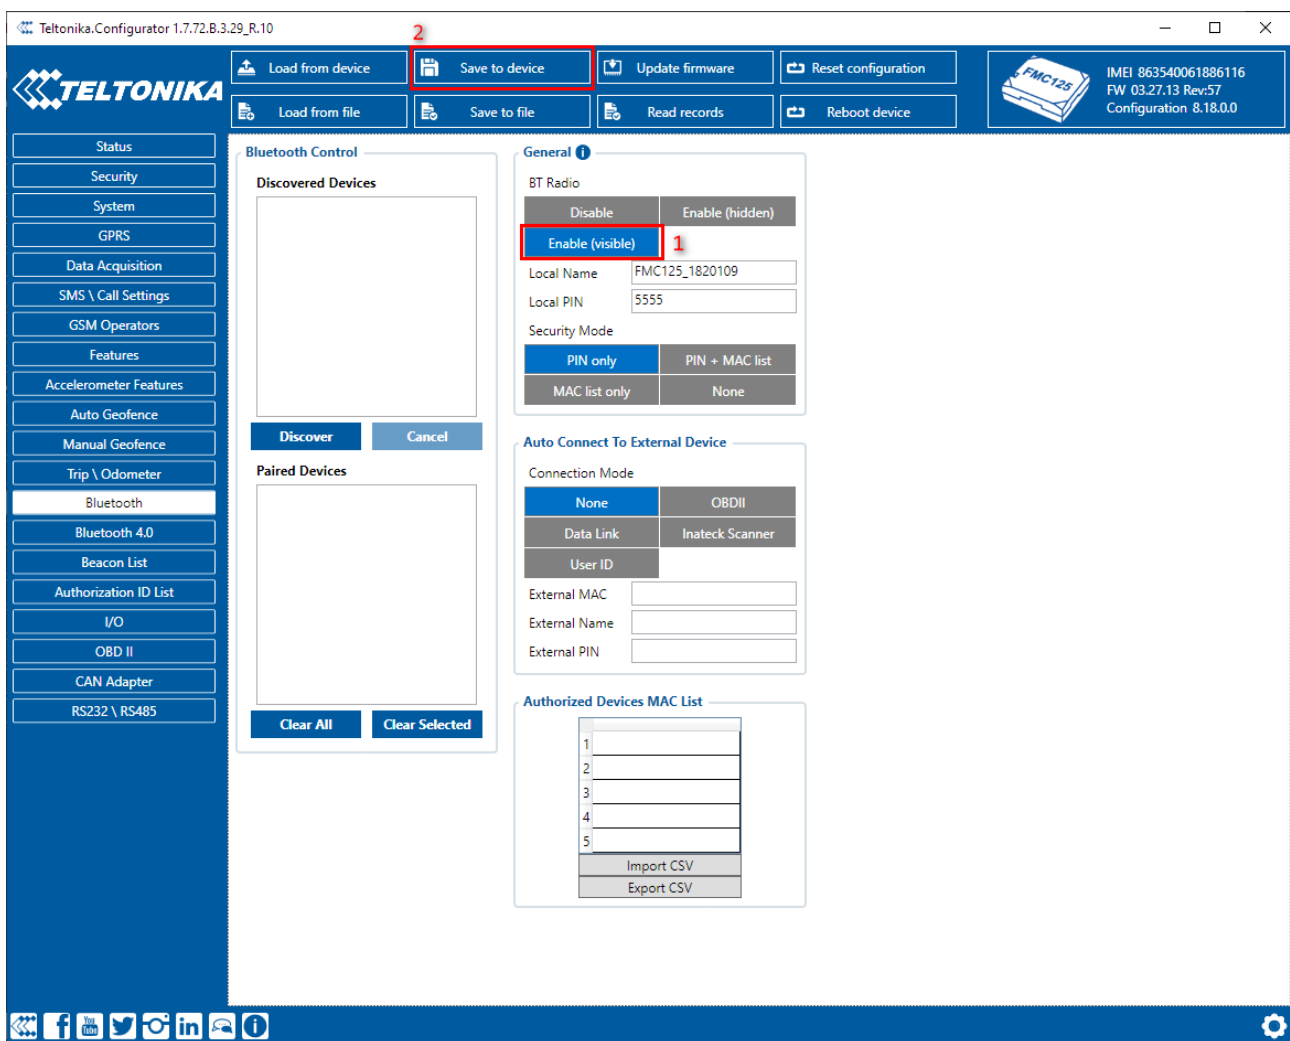 Teltonika.Configurator 1.7.72.B.3.29_R.10
2
TELTONIKA
Load from device
Save to device
Update firmware
Reset configuration
Load from file
Save to file
Read records
Reboot device
FMC125
IMEI 863540061886116
FW 03.27.13 Rev:57
Configuration 8.18.0.0
Status
Security
System
GPRS
Data Acquisition
SMS \ Call Settings
GSM Operators
Features
Accelerometer Features
Auto Geofence
Manual Geofence
Trip \ Odometer
Bluetooth
Bluetooth 4.0
Beacon List
Authorization ID List
I/O
OBD II
CAN Adapter
RS232 \ RS485
Bluetooth Control
Discovered Devices
Discover
Cancel
Paired Devices
Clear All
Clear Selected
General i
BT Radio
Disable
Enable (hidden)
Enable (visible)
1
Local Name
FMC125_1820109
Local PIN
5555
Security Mode
PIN only
PIN + MAC list
MAC list only
None
Auto Connect To External Device
Connection Mode
None
OBDII
Data Link
Inateck Scanner
User ID
External MAC
External Name
External PIN
Authorized Devices MAC List
1
2
3
4
5
Import CSV
Export CSV
f
You Tube
in
i